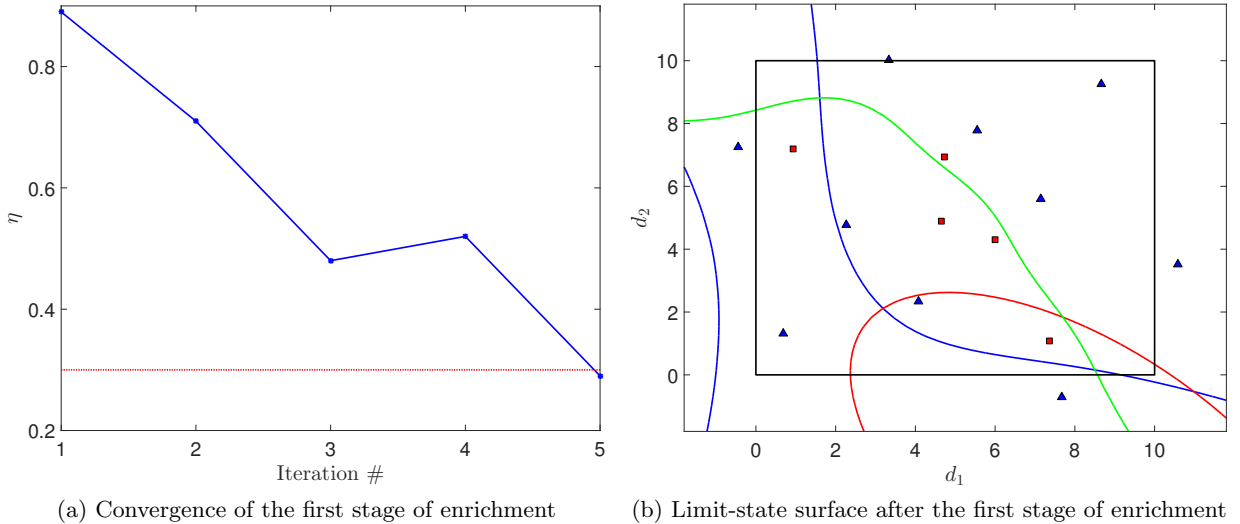 0.8
0.6
0.4
0.2
η
1 2 3 4 5
Iteration #
(a) Convergence of the first stage of enrichment
10
8
6
4
2
0
d2
0 2 4 6 8 10
d1
(b) Limit-state surface after the first stage of enrichment